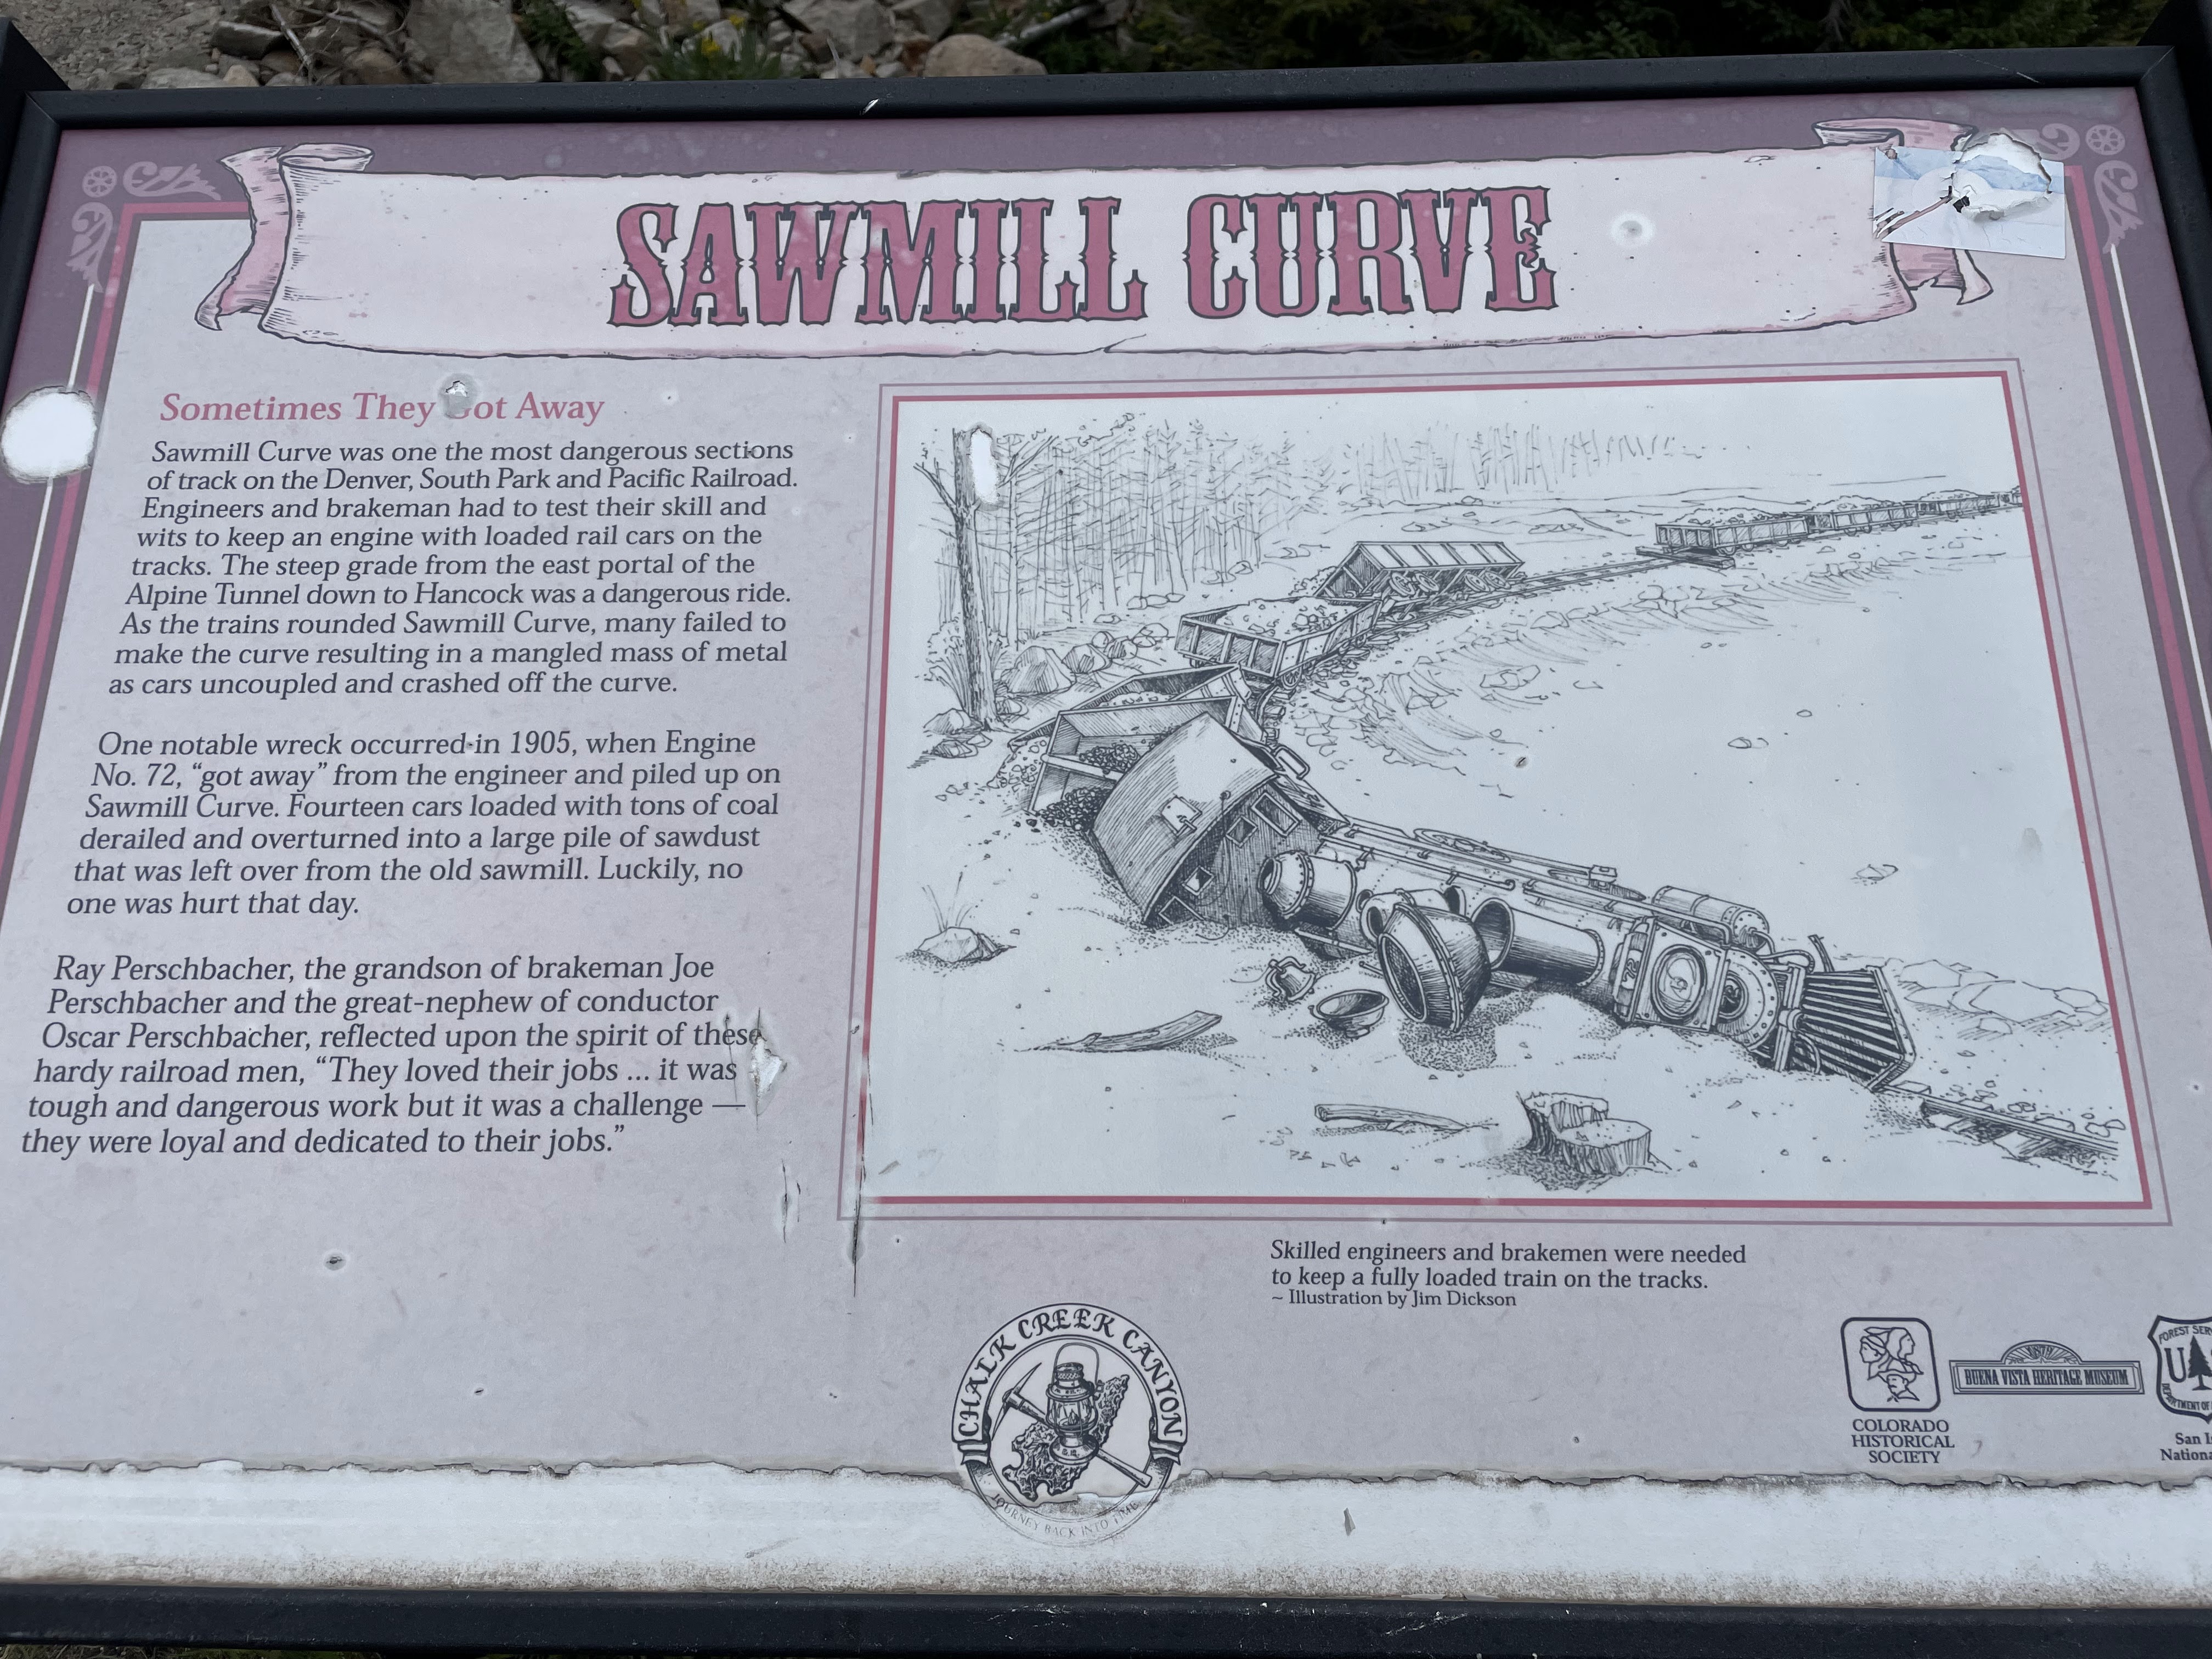 SAWMILL CURVE
Sometimes They Got Away
Sawmill Curve was one the most dangerous sections
of track on the Denver, South Park and Pacific Railroad.
Engineers and brakeman had to test their skill and
wits to keep an engine with loaded rail cars on the
tracks. The steep grade from the east portal of the
Alpine Tunnel down to Hancock was a dangerous ride.
As the trains rounded Sawmill Curve, many failed to
make the curve resulting in a mangled mass of metal
as cars uncoupled and crashed off the curve.
One notable wreck occurred in 1905, when Engine
No. 72, “got away” from the engineer and piled up on
Sawmill Curve. Fourteen cars loaded with tons of coal
derailed and overturned into a large pile of sawdust
that was left over from the old sawmill. Luckily, no
one was hurt that day.
Ray Perschbacher, the grandson of brakeman Joe
Perschbacher and the great-nephew of conductor
Oscar Perschbacher, reflected upon the spirit of these
hardy railroad men, “They loved their jobs ... it was
tough and dangerous work but it was a challenge —
they were loyal and dedicated to their jobs.”
72
Skilled engineers and brakemen were needed
to keep a fully loaded train on the tracks.
~ Illustration by Jim Dickson
CHALK CREEK CANYON
JOURNEY BACK INTO TIME
COLORADO
HISTORICAL
SOCIETY
1879
BUENA VISTA HERITAGE MUSEUM
FOREST SER
U
San I
Nationa